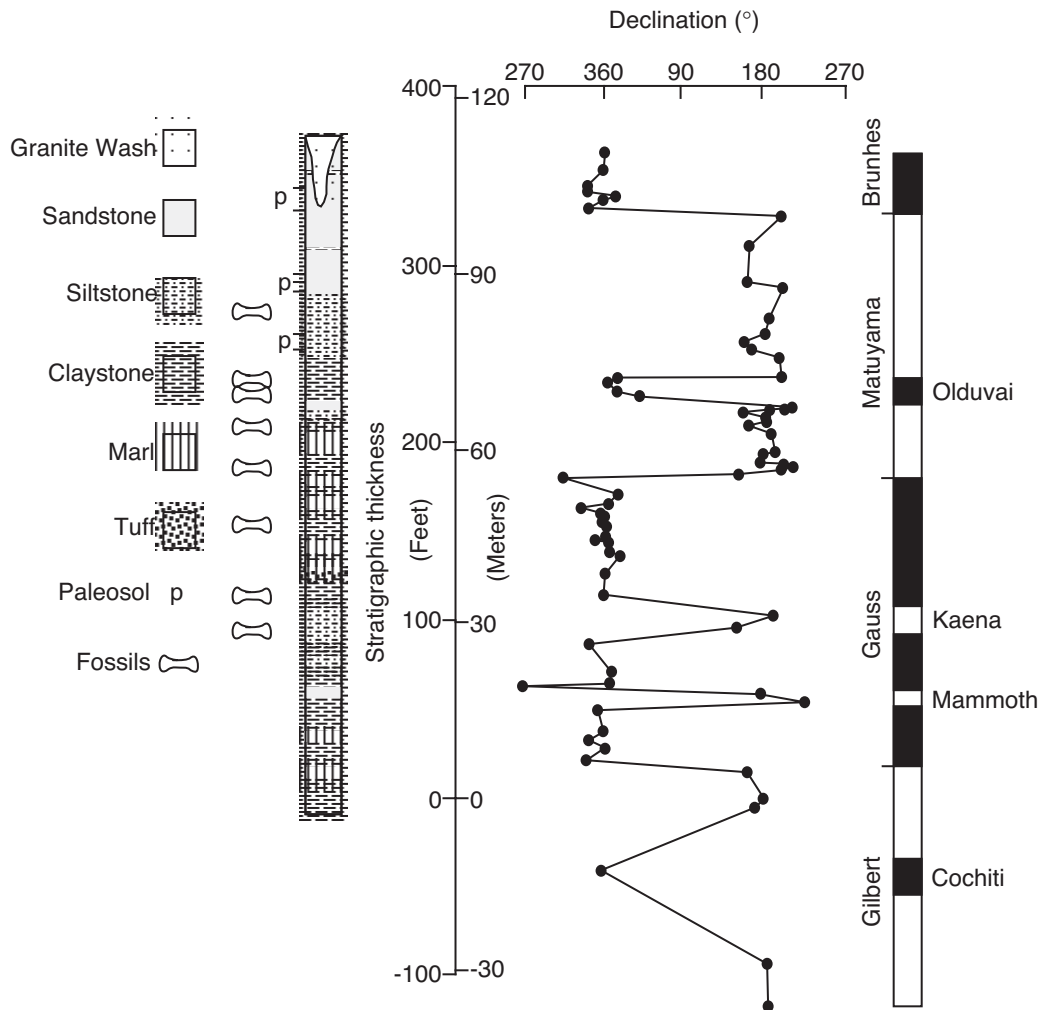 Declination (°)
270 360 90 180 270
Granite Wash
Sandstone
Siltstone
Claystone
Marl
Tuff
Paleosol p
Fossils
p
p
p
Stratigraphic thickness
(Feet)
(Meters)
400
300
200
100
0
-100
120
90
60
30
0
-30
Brunhes
Matuyama
Gauss
Gilbert
Olduvai
Kaena
Mammoth
Cochiti